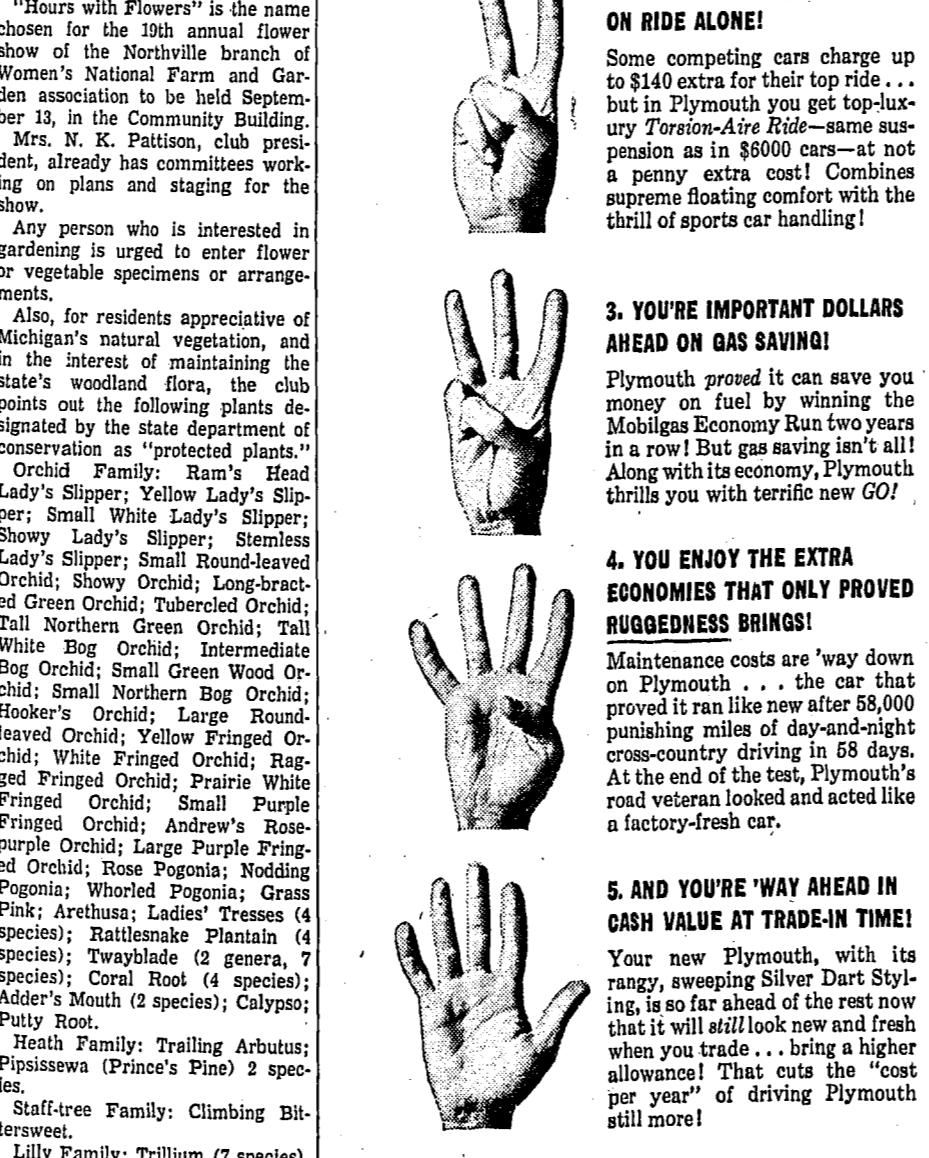 "Hours with Flowers" is the name
chosen for the 19th annual flower
show of the Northville branch of
Women's National Farm and Gar-
den association to be held Septem-
ber 13, in the Community Building.
Mrs. N. K. Pattison, club presi-
dent, already has committees work-
ing on plans and staging for the
show.
Any person who is interested in
gardening is urged to enter flower
or vegetable specimens or arrange-
ments.
Also, for residents appreciative of
Michigan's natural vegetation, and
in the interest of maintaining the
state's woodland flora, the club
points out the following plants de-
signated by the state department of
conservation as "protected plants."
Orchid Family: Ram's Head
Lady's Slipper; Yellow Lady's Slip-
per; Small White Lady's Slipper;
Showy Lady's Slipper; Stemless
Lady's Slipper; Small Round-leaved
Orchid; Showy Orchid; Long-bract-
ed Green Orchid; Tubercled Orchid;
Tall Northern Green Orchid; Tall
White Bog Orchid; Intermediate
Bog Orchid; Small Green Wood Or-
chid; Small Northern Bog Orchid;
Hooker's Orchid; Large Round-
leaved Orchid; Yellow Fringed Or-
chid; White Fringed Orchid; Rag-
ged Fringed Orchid; Prairie White
Fringed Orchid; Small Purple
Fringed Orchid; Andrew's Rose-
purple Orchid; Large Purple Fring-
ed Orchid; Rose Pogonia; Nodding
Pogonia; Whorled Pogonia; Grass
Pink; Arethusa; Ladies' Tresses (4
species); Rattlesnake Plantain (4
species); Twayblade (2 genera, 7
species); Coral Root (4 species);
Adder's Mouth (2 species); Calypso;
Putty Root.
Heath Family: Trailing Arbutus;
Pipsissewa (Prince's Pine) 2 spec-
ies.
Staff-tree Family: Climbing Bit-
tersweet.
Lilly Family: Trillium (7 species)
ON RIDE ALONE!
Some competing cars charge up
to $140 extra for their top ride...
but in Plymouth you get top-lux-
ury Torsion-Aire Ride—same sus-
pension as in $6000 cars—at not
a penny extra cost! Combines
supreme floating comfort with the
thrill of sports car handling!
3. YOU'RE IMPORTANT DOLLARS
AHEAD ON GAS SAVING!
Plymouth proved it can save you
money on fuel by winning the
Mobilgas Economy Run two years
in a row! But gas saving isn't all!
Along with its economy, Plymouth
thrills you with terrific new GO!
4. YOU ENJOY THE EXTRA
ECONOMIES THAT ONLY PROVED
RUGGEDNESS BRINGS!
Maintenance costs are 'way down
on Plymouth . . . the car that
proved it ran like new after 58,000
punishing miles of day-and-night
cross-country driving in 58 days.
At the end of the test, Plymouth's
road veteran looked and acted like
a factory-fresh car.
5. AND YOU'RE 'WAY AHEAD IN
CASH VALUE AT TRADE-IN TIME!
Your new Plymouth, with its
rangy, sweeping Silver Dart Styl-
ing, is so far ahead of the rest now
that it will still look new and fresh
when you trade... bring a higher
allowance! That cuts the "cost
per year" of driving Plymouth
still more!